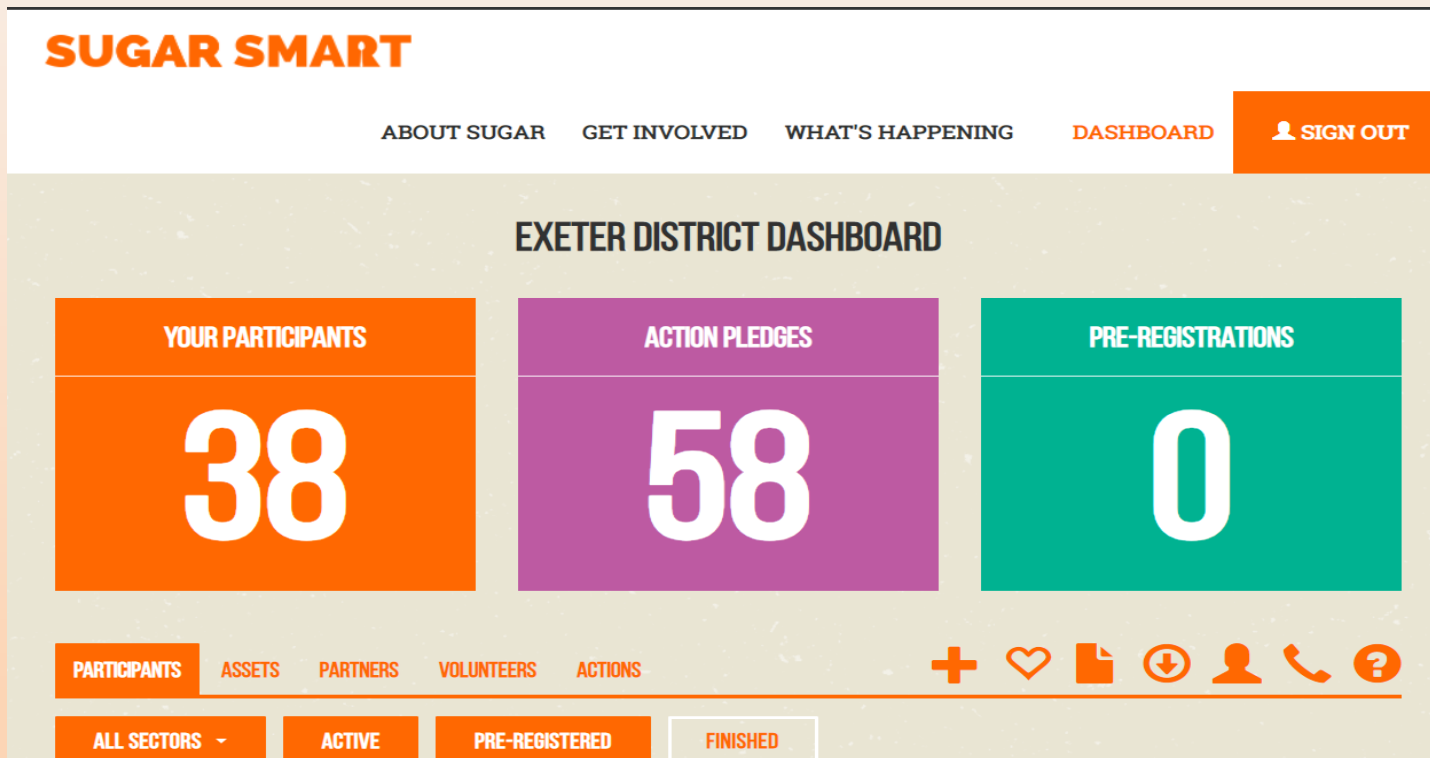 SUGAR SMART
ABOUT SUGAR GET INVOLVED WHAT'S HAPPENING DASHBOARD SIGN OUT
EXETER DISTRICT DASHBOARD
YOUR PARTICIPANTS ACTION PLEDGES PRE-REGISTRATIONS
38 58 0
PARTICIPANTS ASSETS PARTNERS VOLUNTEERS ACTIONS
ALL SECTORS ACTIVE PRE-REGISTERED FINISHED